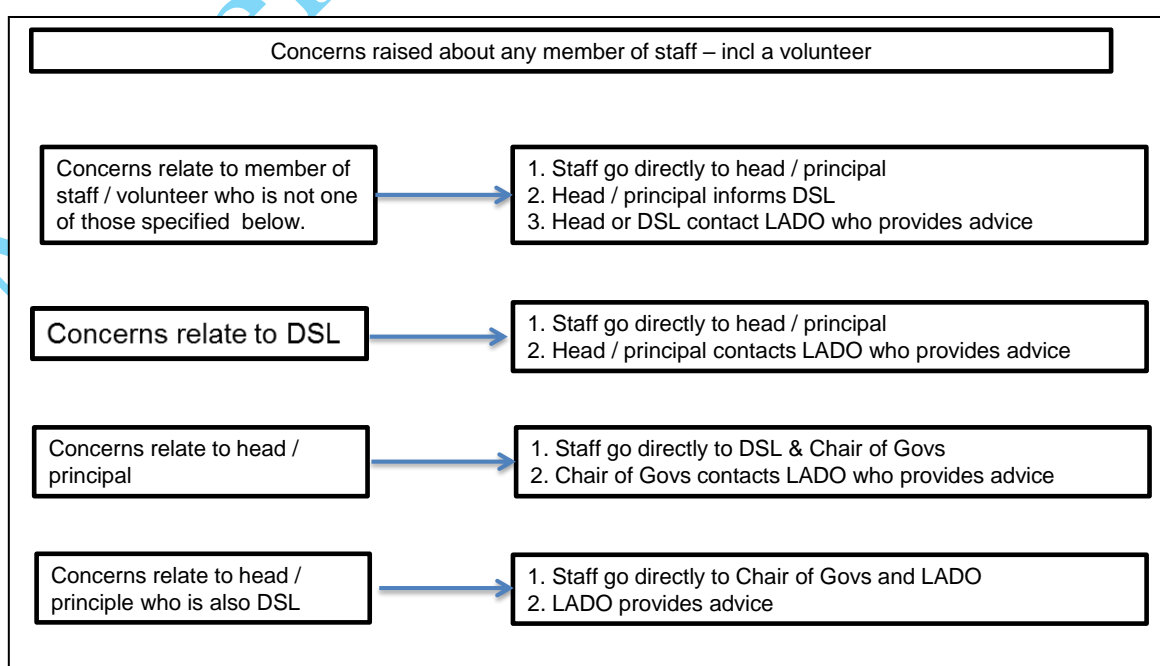 Concerns raised about any member of staff – incl a volunteer
Concerns relate to member of
staff / volunteer who is not one
of those specified  below.
1. Staff go directly to head / principal
2. Head / principal informs DSL
3. Head or DSL contact LADO who provides advice
Concerns relate to DSL
1. Staff go directly to head / principal
2. Head / principal contacts LADO who provides advice
Concerns relate to head /
principal
1. Staff go directly to DSL & Chair of Govs
2. Chair of Govs contacts LADO who provides advice
Concerns relate to head /
principle who is also DSL
1. Staff go directly to Chair of Govs and LADO
2. LADO provides advice